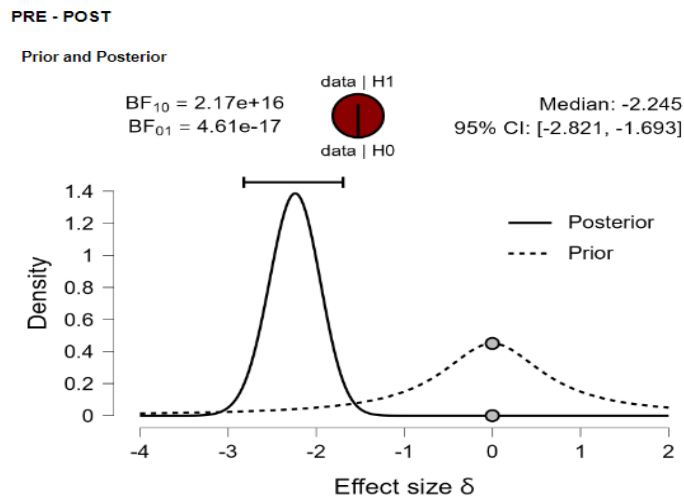 PRE - POST
Prior and Posterior
data | H1
BF₁₀ = 2.17e+16
BF₀₁ = 4.61e-17
data | H0
Median: -2.245
95% CI: [-2.821, -1.693]
Posterior
Prior
Density
1.4
1.2
1
0.8
0.6
0.4
0.2
0
-4 -3 -2 -1 0 1 2
Effect size δ